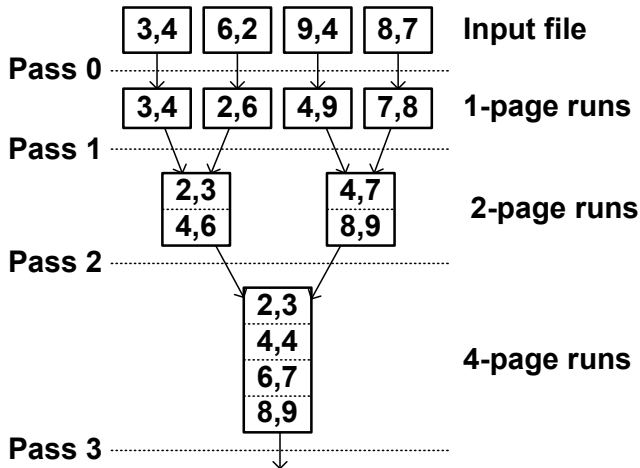 3,4 6,2 9,4 8,7 Input file
Pass 0
3,4 2,6 4,9 7,8 1-page runs
Pass 1
2,3 4,7
4,6 8,9
2-page runs
Pass 2
2,3
4,4
6,7
8,9
4-page runs
Pass 3